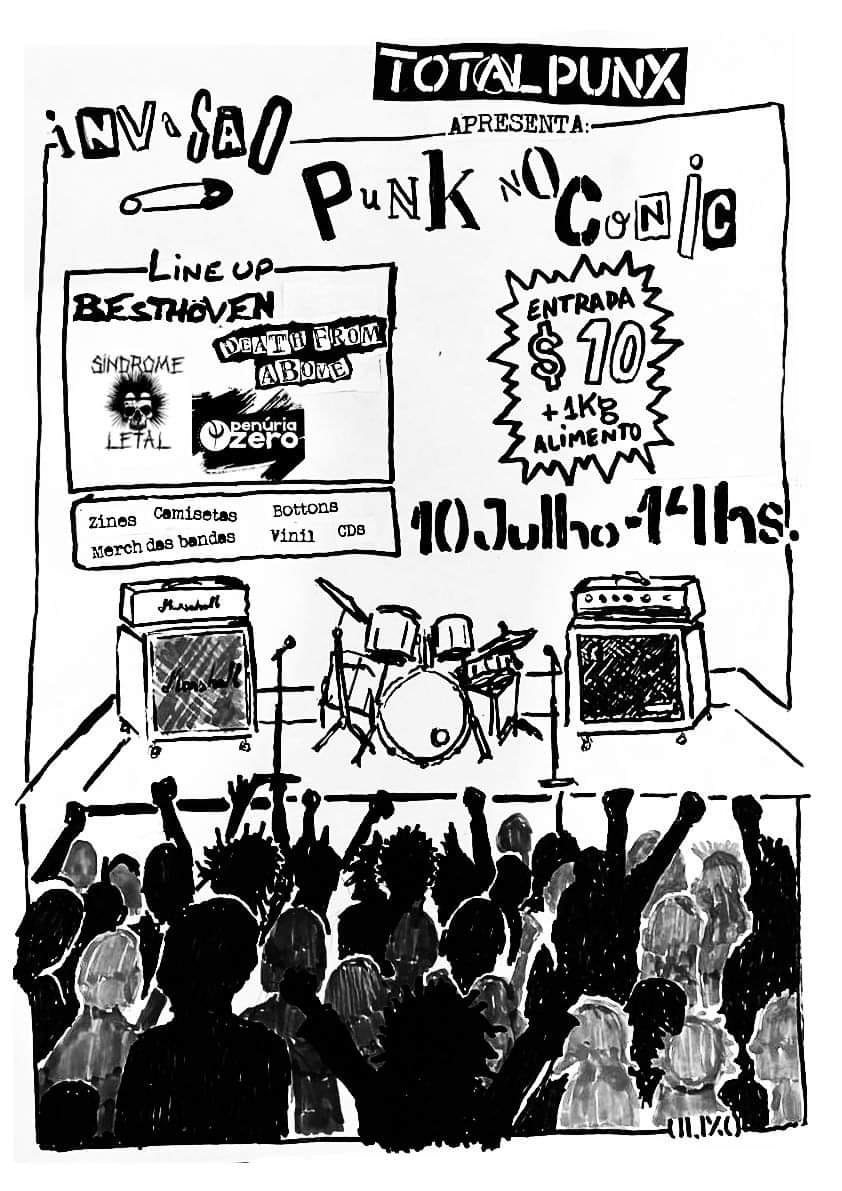 TOTAL PUNX
iNVASÃO
APRESENTA:
PuNK NO CoNiC
LiNE UP
BESTHÖVEN
DEATH FROM
ABOVE
SÍNDROME
LETAL
penúria
zero
ENTRADA
$ 10
+ 1Kg
ALiMENTO
zines Camisetas Bottons
Merch das bandas Vinil CDs
10 Julho - 14hs.
Marshall
Marshall